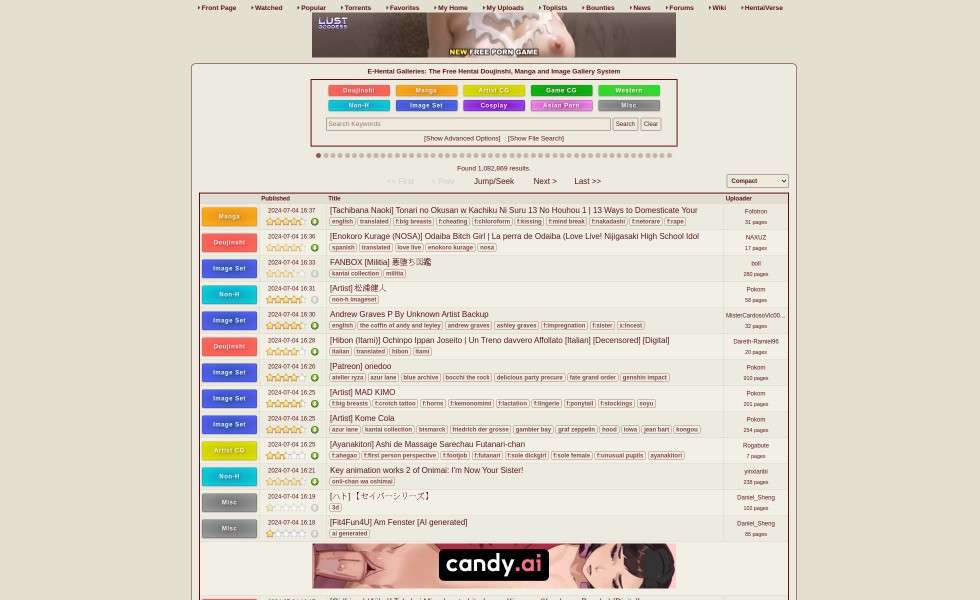 Front Page Watched Popular Torrents Favorites My Home My Uploads Toplists Bounties News Forums Wiki HentaiVerse
LUST GODDESS
NEW FREE PORN GAME
E-Hentai Galleries: The Free Hentai Doujinshi, Manga and Image Gallery System
Doujinshi Manga Artist CG Game CG Western
Non-H Image Set Cosplay Asian Porn Misc
Search Keywords Search Clear
[Show Advanced Options] [Show File Search]
Found 1,082,869 results.
<< First < Prev Jump/Seek Next > Last >> Compact
Published Title Uploader
Manga 2024-07-04 16:37 [Tachibana Naoki] Tonari no Okusan w Kachiku Ni Suru 13 No Houhou 1 | 13 Ways to Domesticate Your Fofotron
english translated f:big breasts f:cheating f:chloroform f:kissing f:mind break f:nakadashi f:netorare f:rape 31 pages
Doujinshi 2024-07-04 16:36 [Enokoro Kurage (NOSA)] Odaiba Bitch Girl | La perra de Odaiba (Love Live! Nijigasaki High School Idol NAXUZ
spanish translated love live enokoro kurage nosa 17 pages
Image Set 2024-07-04 16:33 FANBOX [Militia] 悪堕ち図鑑 boll
kantai collection militia 280 pages
Non-H 2024-07-04 16:31 [Artist] 松浦健人 Pokom
non-h imageset 58 pages
Image Set 2024-07-04 16:30 Andrew Graves P By Unknown Artist Backup MisterCardosoVic00...
english the coffin of andy and leyley andrew graves ashley graves f:impregnation f:sister x:incest 32 pages
Doujinshi 2024-07-04 16:28 [Hibon (Itami)] Ochinpo Ippan Joseito | Un Treno davvero Affollato [Italian] [Decensored] [Digital] Dareth-Ramiel96
italian translated hibon itami 20 pages
Image Set 2024-07-04 16:26 [Patreon] onedoo Pokom
atelier ryza azur lane blue archive bocchi the rock delicious party precure fate grand order genshin impact 910 pages
Image Set 2024-07-04 16:25 [Artist] MAD KIMO Pokom
f:big breasts f:crotch tattoo f:horns f:kemonomimi f:lactation f:lingerie f:ponytail f:stockings soyu 201 pages
Image Set 2024-07-04 16:25 [Artist] Kome Cola Pokom
azur lane kantai collection bismarck friedrich der grosse gambier bay graf zeppelin hood iowa jean bart kongou 254 pages
Artist CG 2024-07-04 16:25 [Ayanakitori] Ashi de Massage Sarechau Futanari-chan Rogabute
f:ahegao f:first person perspective f:footjob f:futanari f:sole dickgirl f:sole female f:unusual pupils ayanakitori 7 pages
Non-H 2024-07-04 16:21 Key animation works 2 of Onimai: I'm Now Your Sister! yinxianbi
onii-chan wa oshimai 238 pages
Misc 2024-07-04 16:19 [ハト] 【セイバーシリーズ】 Daniel_Sheng
3d 102 pages
Misc 2024-07-04 16:18 [Fit4Fun4U] Am Fenster [AI generated] Daniel_Sheng
ai generated 85 pages
candy.ai